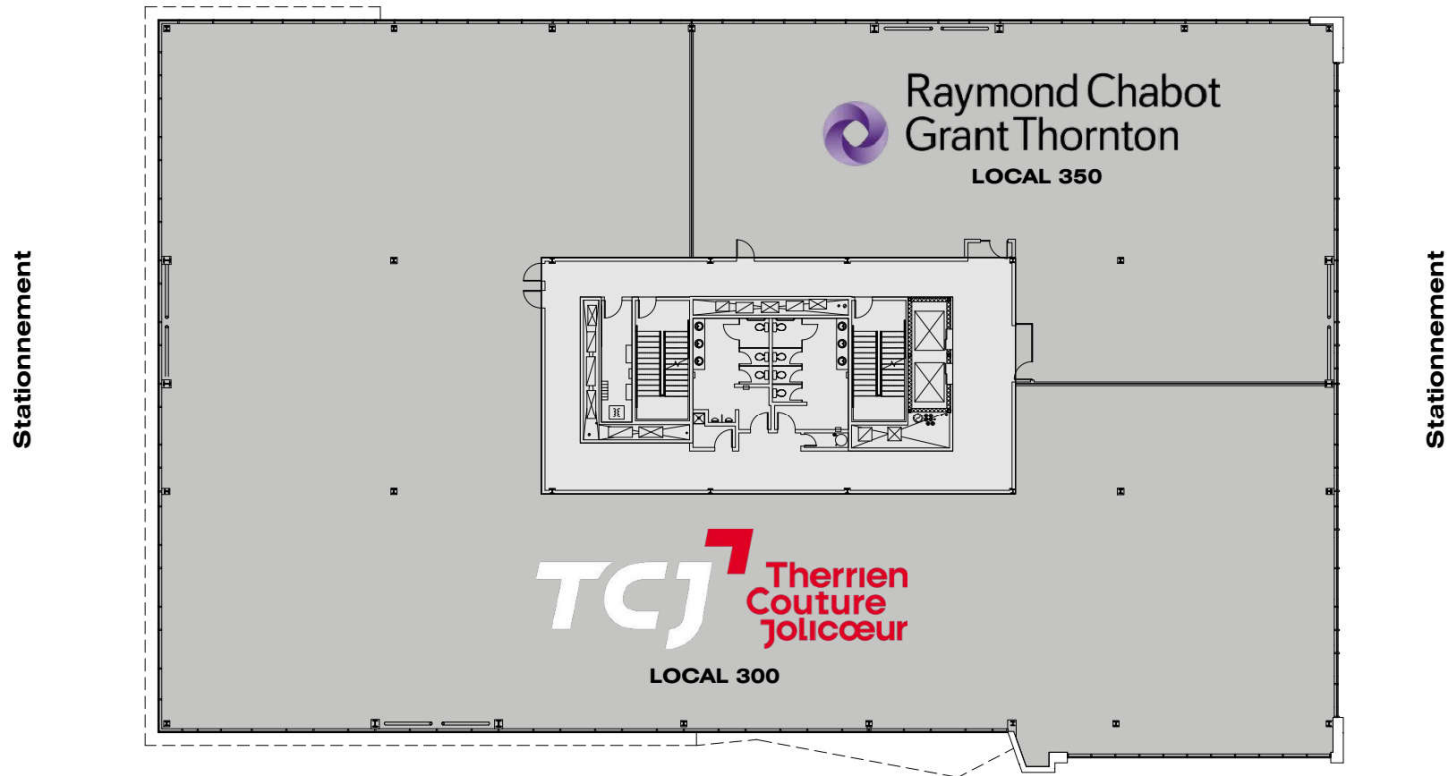 Raymond Chabot
Grant Thornton
LOCAL 350
Stationnement
Stationnement
TCJ
Therrien
Couture
Jolicœur
LOCAL 300